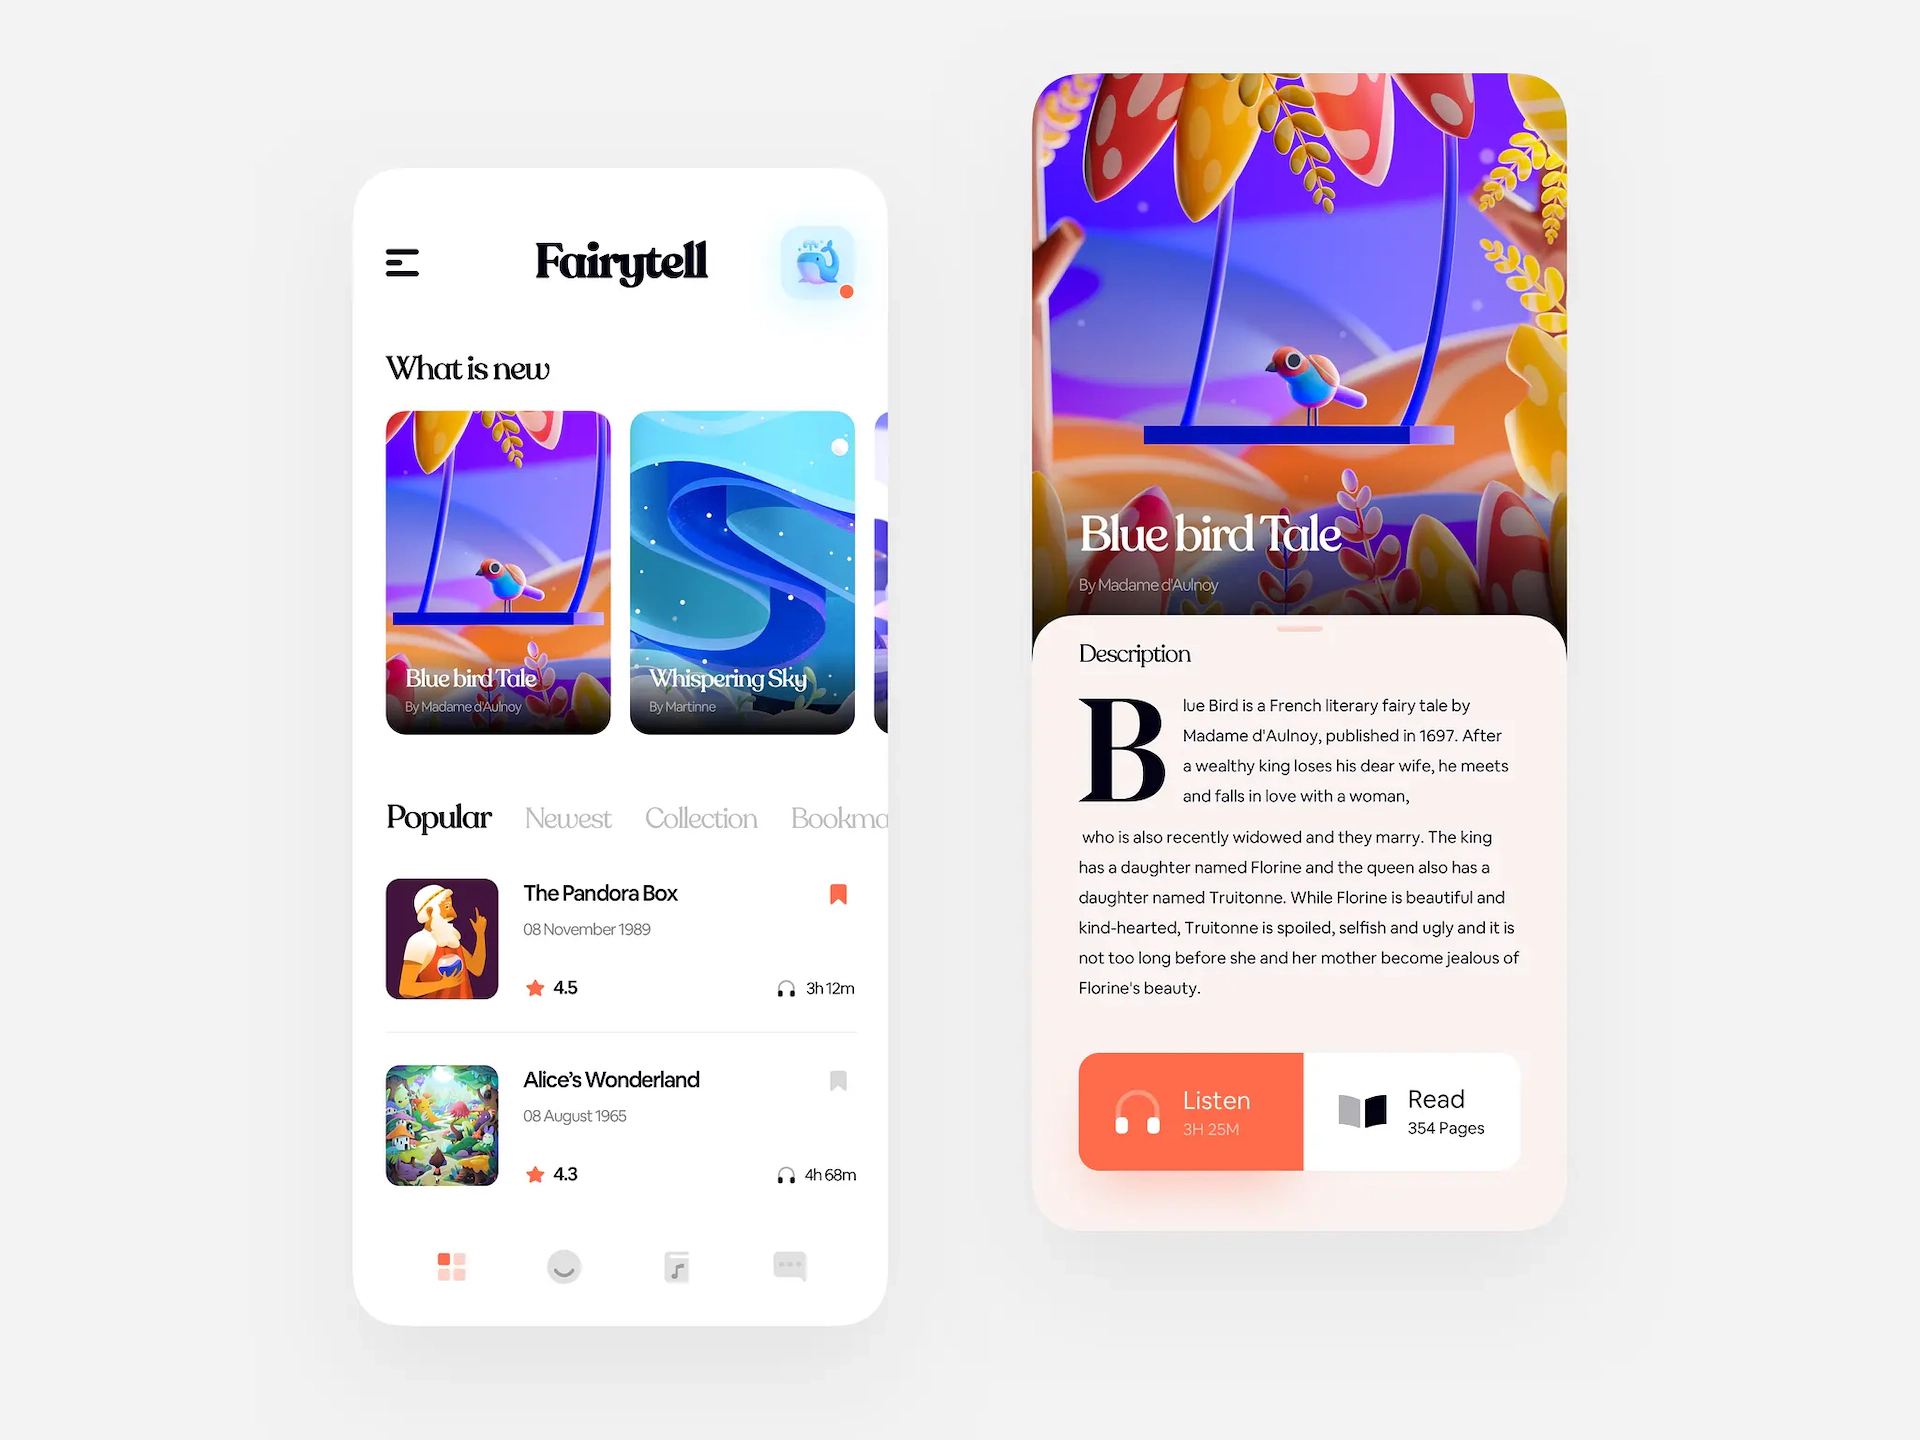 Fairytell
What is new
Blue bird Tale
By Madame d'Aulnoy
Whispering Sky
By Martinne
Popular Newest Collection Bookma
The Pandora Box
08 November 1989
4.5 3h 12m
Alice’s Wonderland
08 August 1965
4.3 4h 68m
Blue bird Tale
By Madame d'Aulnoy
Description
Blue Bird is a French literary fairy tale by
Madame d'Aulnoy, published in 1697. After
a wealthy king loses his dear wife, he meets
and falls in love with a woman,
who is also recently widowed and they marry. The king
has a daughter named Florine and the queen also has a
daughter named Truitonne. While Florine is beautiful and
kind-hearted, Truitonne is spoiled, selfish and ugly and it is
not too long before she and her mother become jealous of
Florine's beauty.
Listen
3H 25M
Read
354 Pages